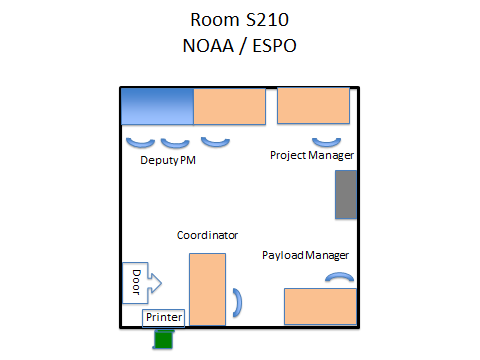 Room S210
NOAA / ESPO
Deputy PM
Project Manager
Coordinator
Payload Manager
Door
Printer